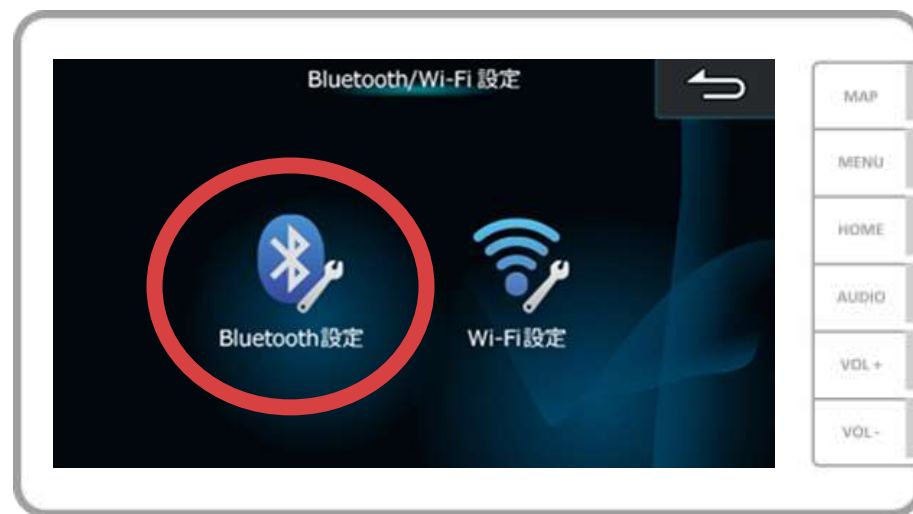 Bluetooth/Wi-Fi 設定
Bluetooth設定
Wi-Fi設定
MAP
MENU
HOME
AUDIO
VOL+
VOL-